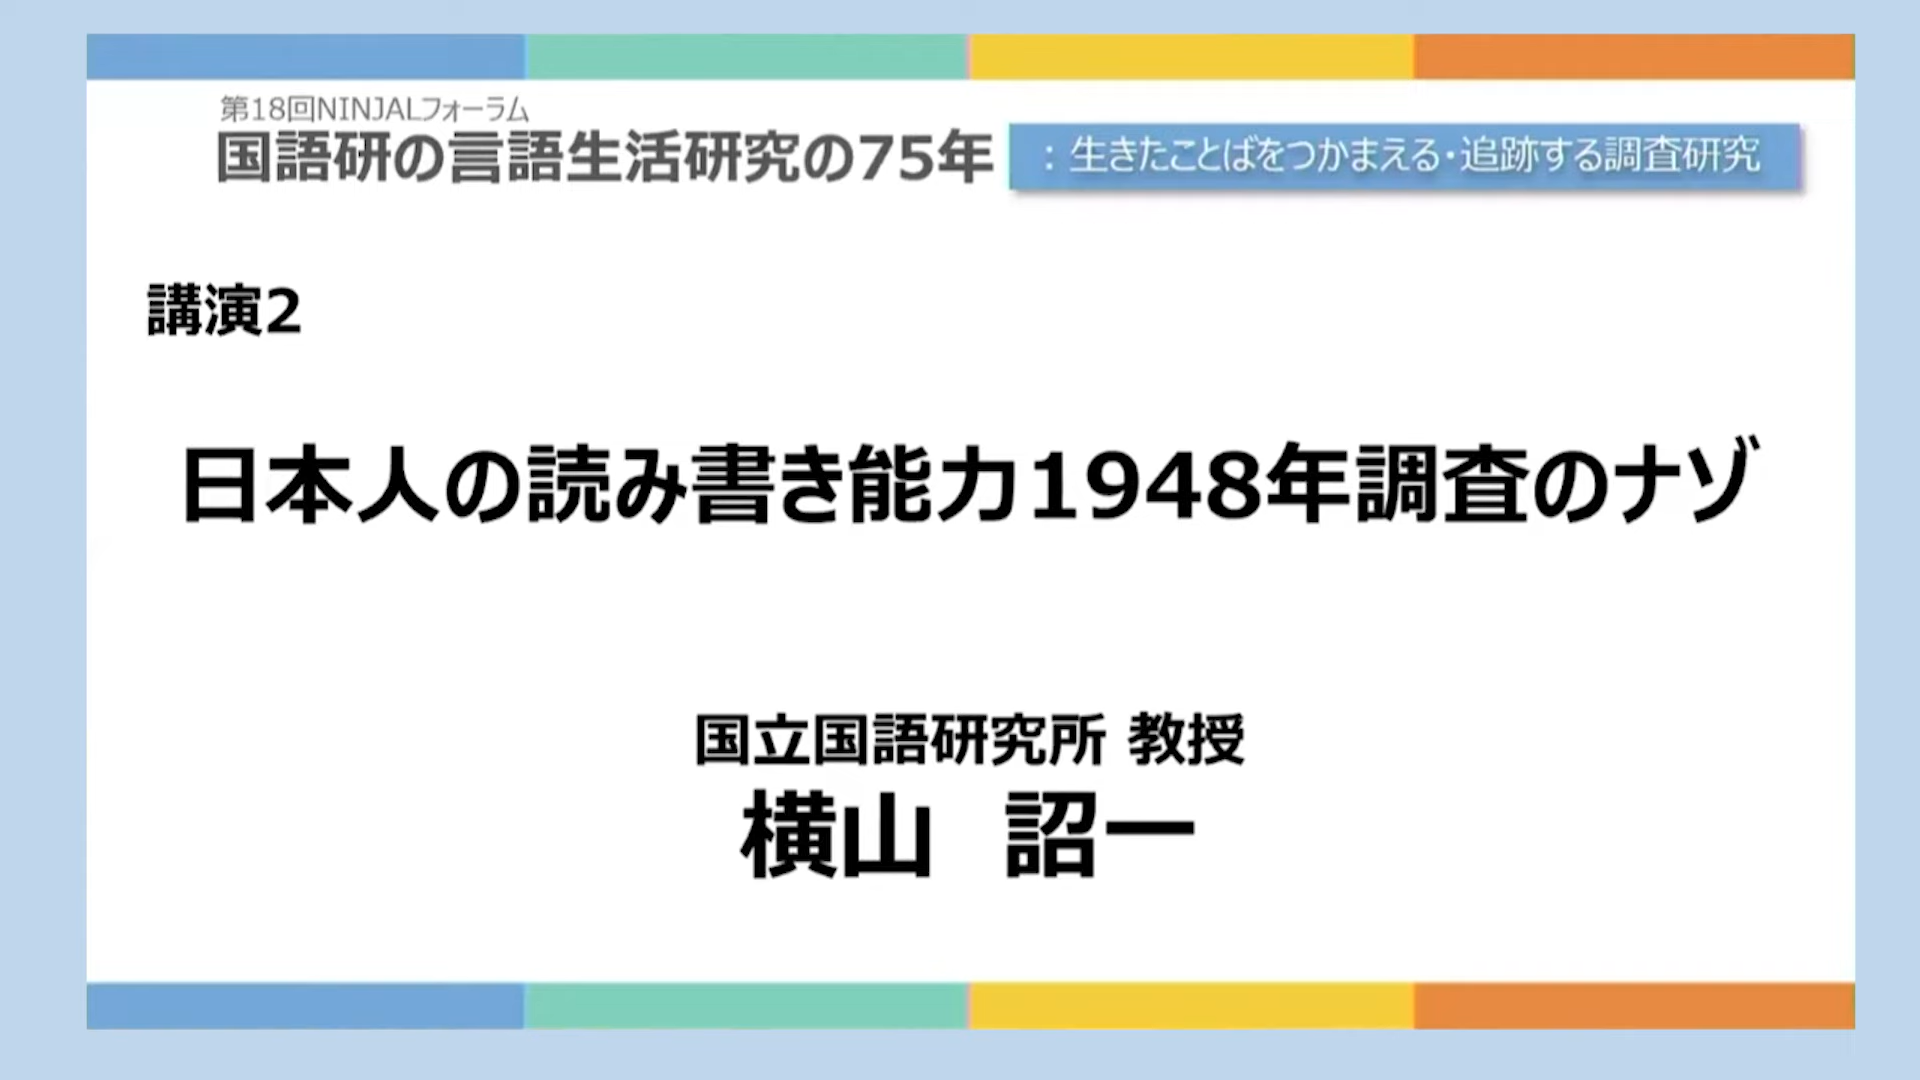 第18回NINJALフォーラム
国語研の言語生活研究の75年 ：生きたことばをつかまえる・追跡する調査研究
講演2
日本人の読み書き能力1948年調査のナゾ
国立国語研究所 教授
横山　詔一